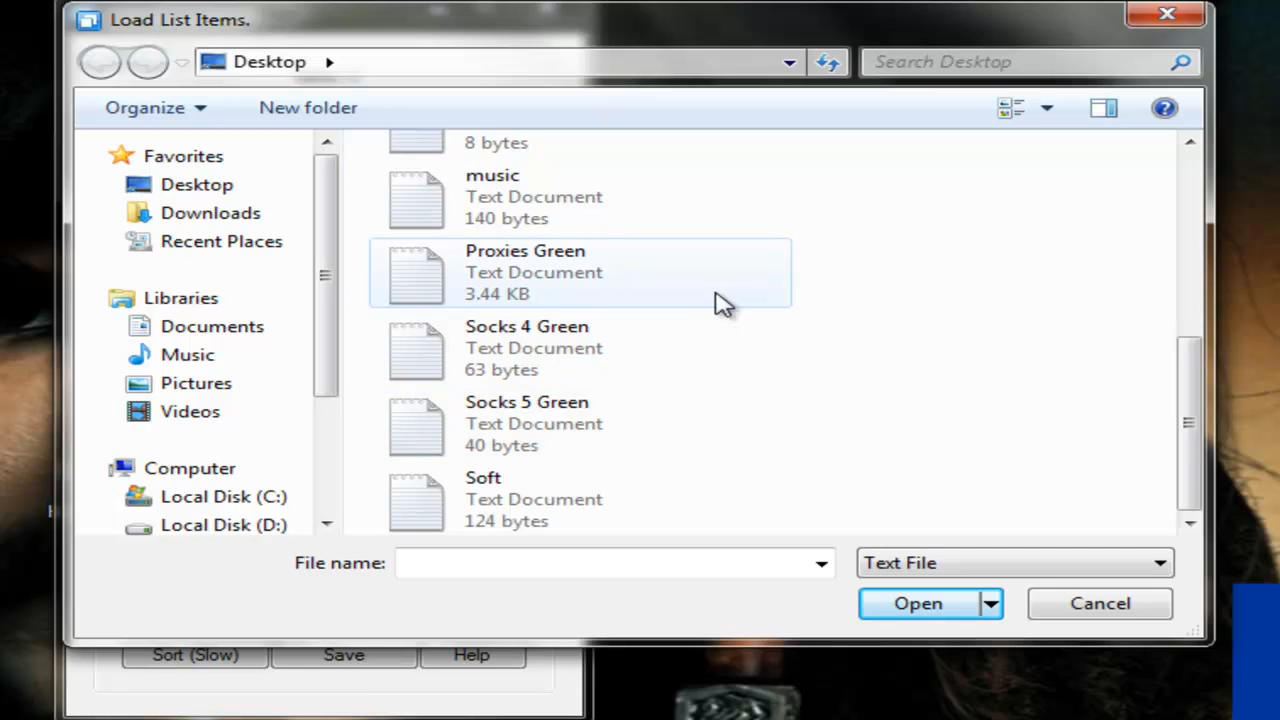 Load List Items.
Desktop
Search Desktop
Organize
New folder
Favorites
Desktop
Downloads
Recent Places
Libraries
Documents
Music
Pictures
Videos
Computer
Local Disk (C:)
Local Disk (D:)
8 bytes
music
Text Document
140 bytes
Proxies Green
Text Document
3.44 KB
Socks 4 Green
Text Document
63 bytes
Socks 5 Green
Text Document
40 bytes
Soft
Text Document
124 bytes
File name:
Text File
Open
Cancel
Sort (Slow)
Save
Help